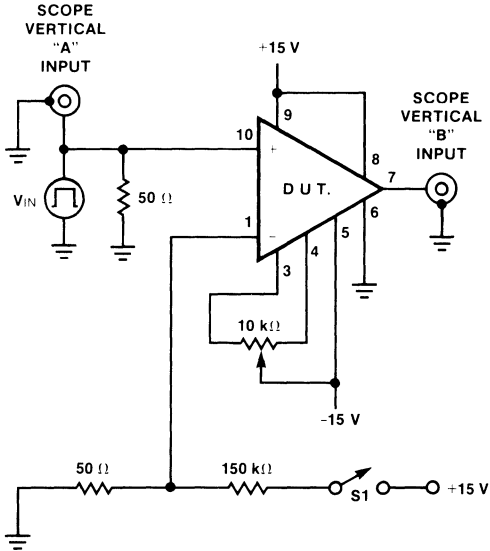 SCOPE
VERTICAL
"A"
INPUT
+15 V
SCOPE
VERTICAL
"B"
INPUT
9
10
+
8
7
VIN
50 Ω
D U T.
6
1
−
5
4
3
10 kΩ
-15 V
50 Ω
150 kΩ
S1
+15 V